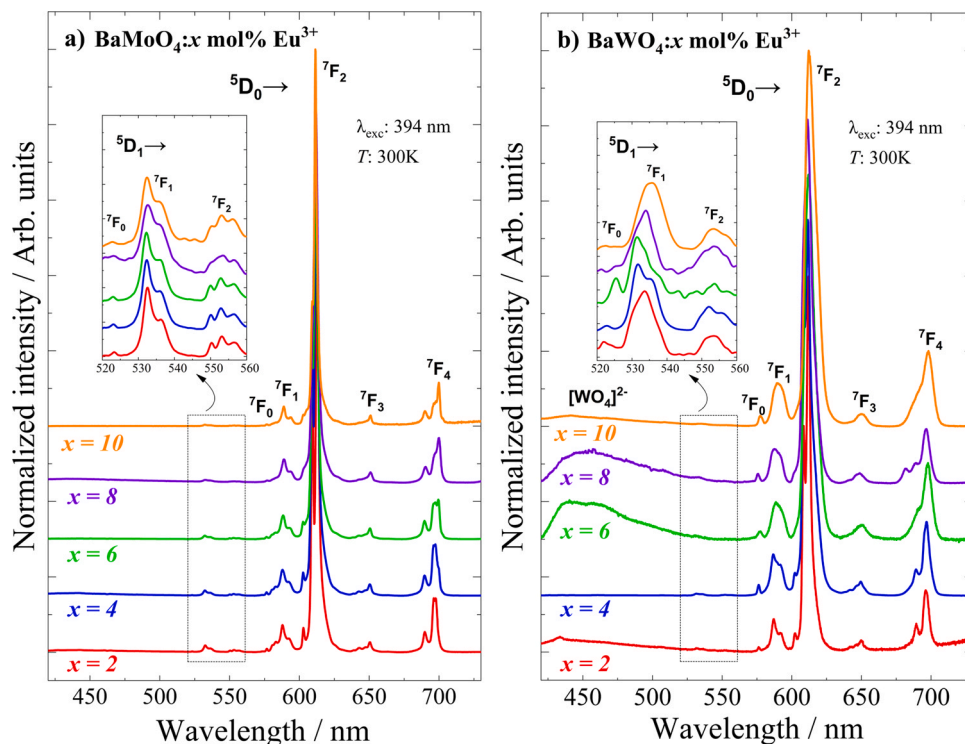 a) BaMoO₄:x mol% Eu³⁺
⁵D₀→
⁷F₂
λexc: 394 nm
T: 300K
⁵D₁→
⁷F₀
⁷F₁
⁷F₂
520 530 540 550 560
⁷F₀
⁷F₁
⁷F₃
⁷F₄
x = 10
x = 8
x = 6
x = 4
x = 2
450 500 550 600 650 700
Wavelength / nm
Normalized intensity / Arb. units
b) BaWO₄:x mol% Eu³⁺
⁵D₀→
⁷F₂
λexc: 394 nm
T: 300K
⁵D₁→
⁷F₀
⁷F₁
⁷F₂
520 530 540 550 560
[WO₄]²⁻
⁷F₀
⁷F₁
⁷F₃
⁷F₄
x = 10
x = 8
x = 6
x = 4
x = 2
450 500 550 600 650 700
Wavelength / nm
Normalized intensity / Arb. units